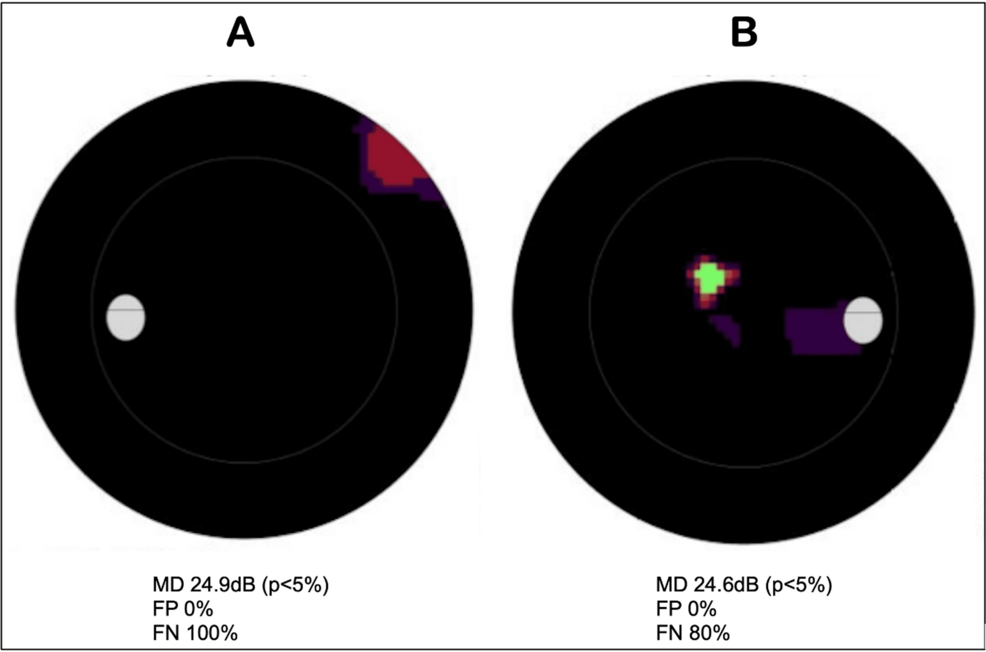 A
B
MD 24.9dB (p<5%)
FP 0%
FN 100%
MD 24.6dB (p<5%)
FP 0%
FN 80%